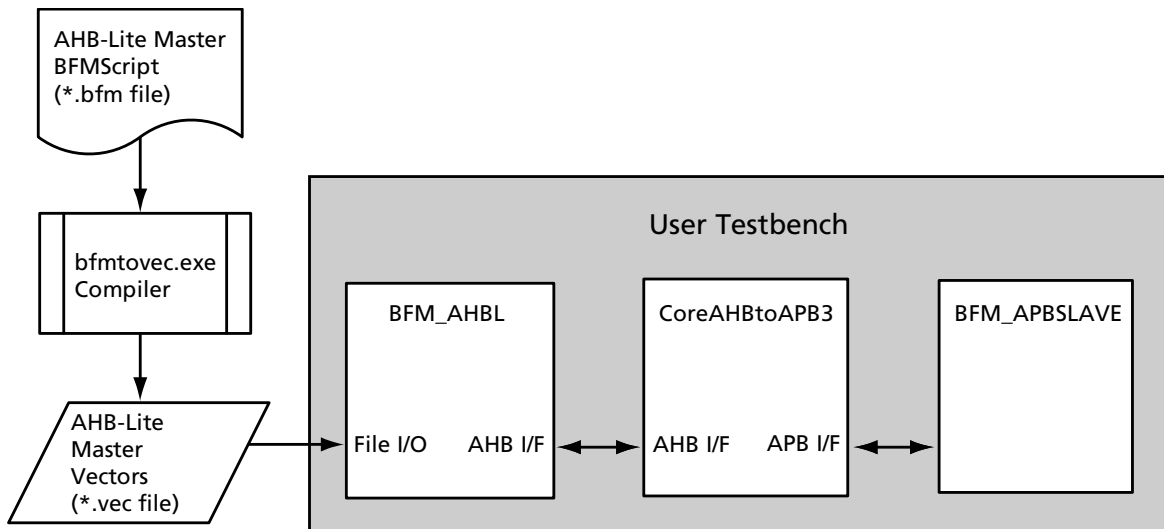 AHB-Lite Master
BFMScript
(*.bfm file)
bfmtovec.exe
Compiler
AHB-Lite
Master
Vectors
(*.vec file)
User Testbench
BFM_AHBL
File I/O AHB I/F
CoreAHBtoAPB3
AHB I/F APB I/F
BFM_APBSLAVE